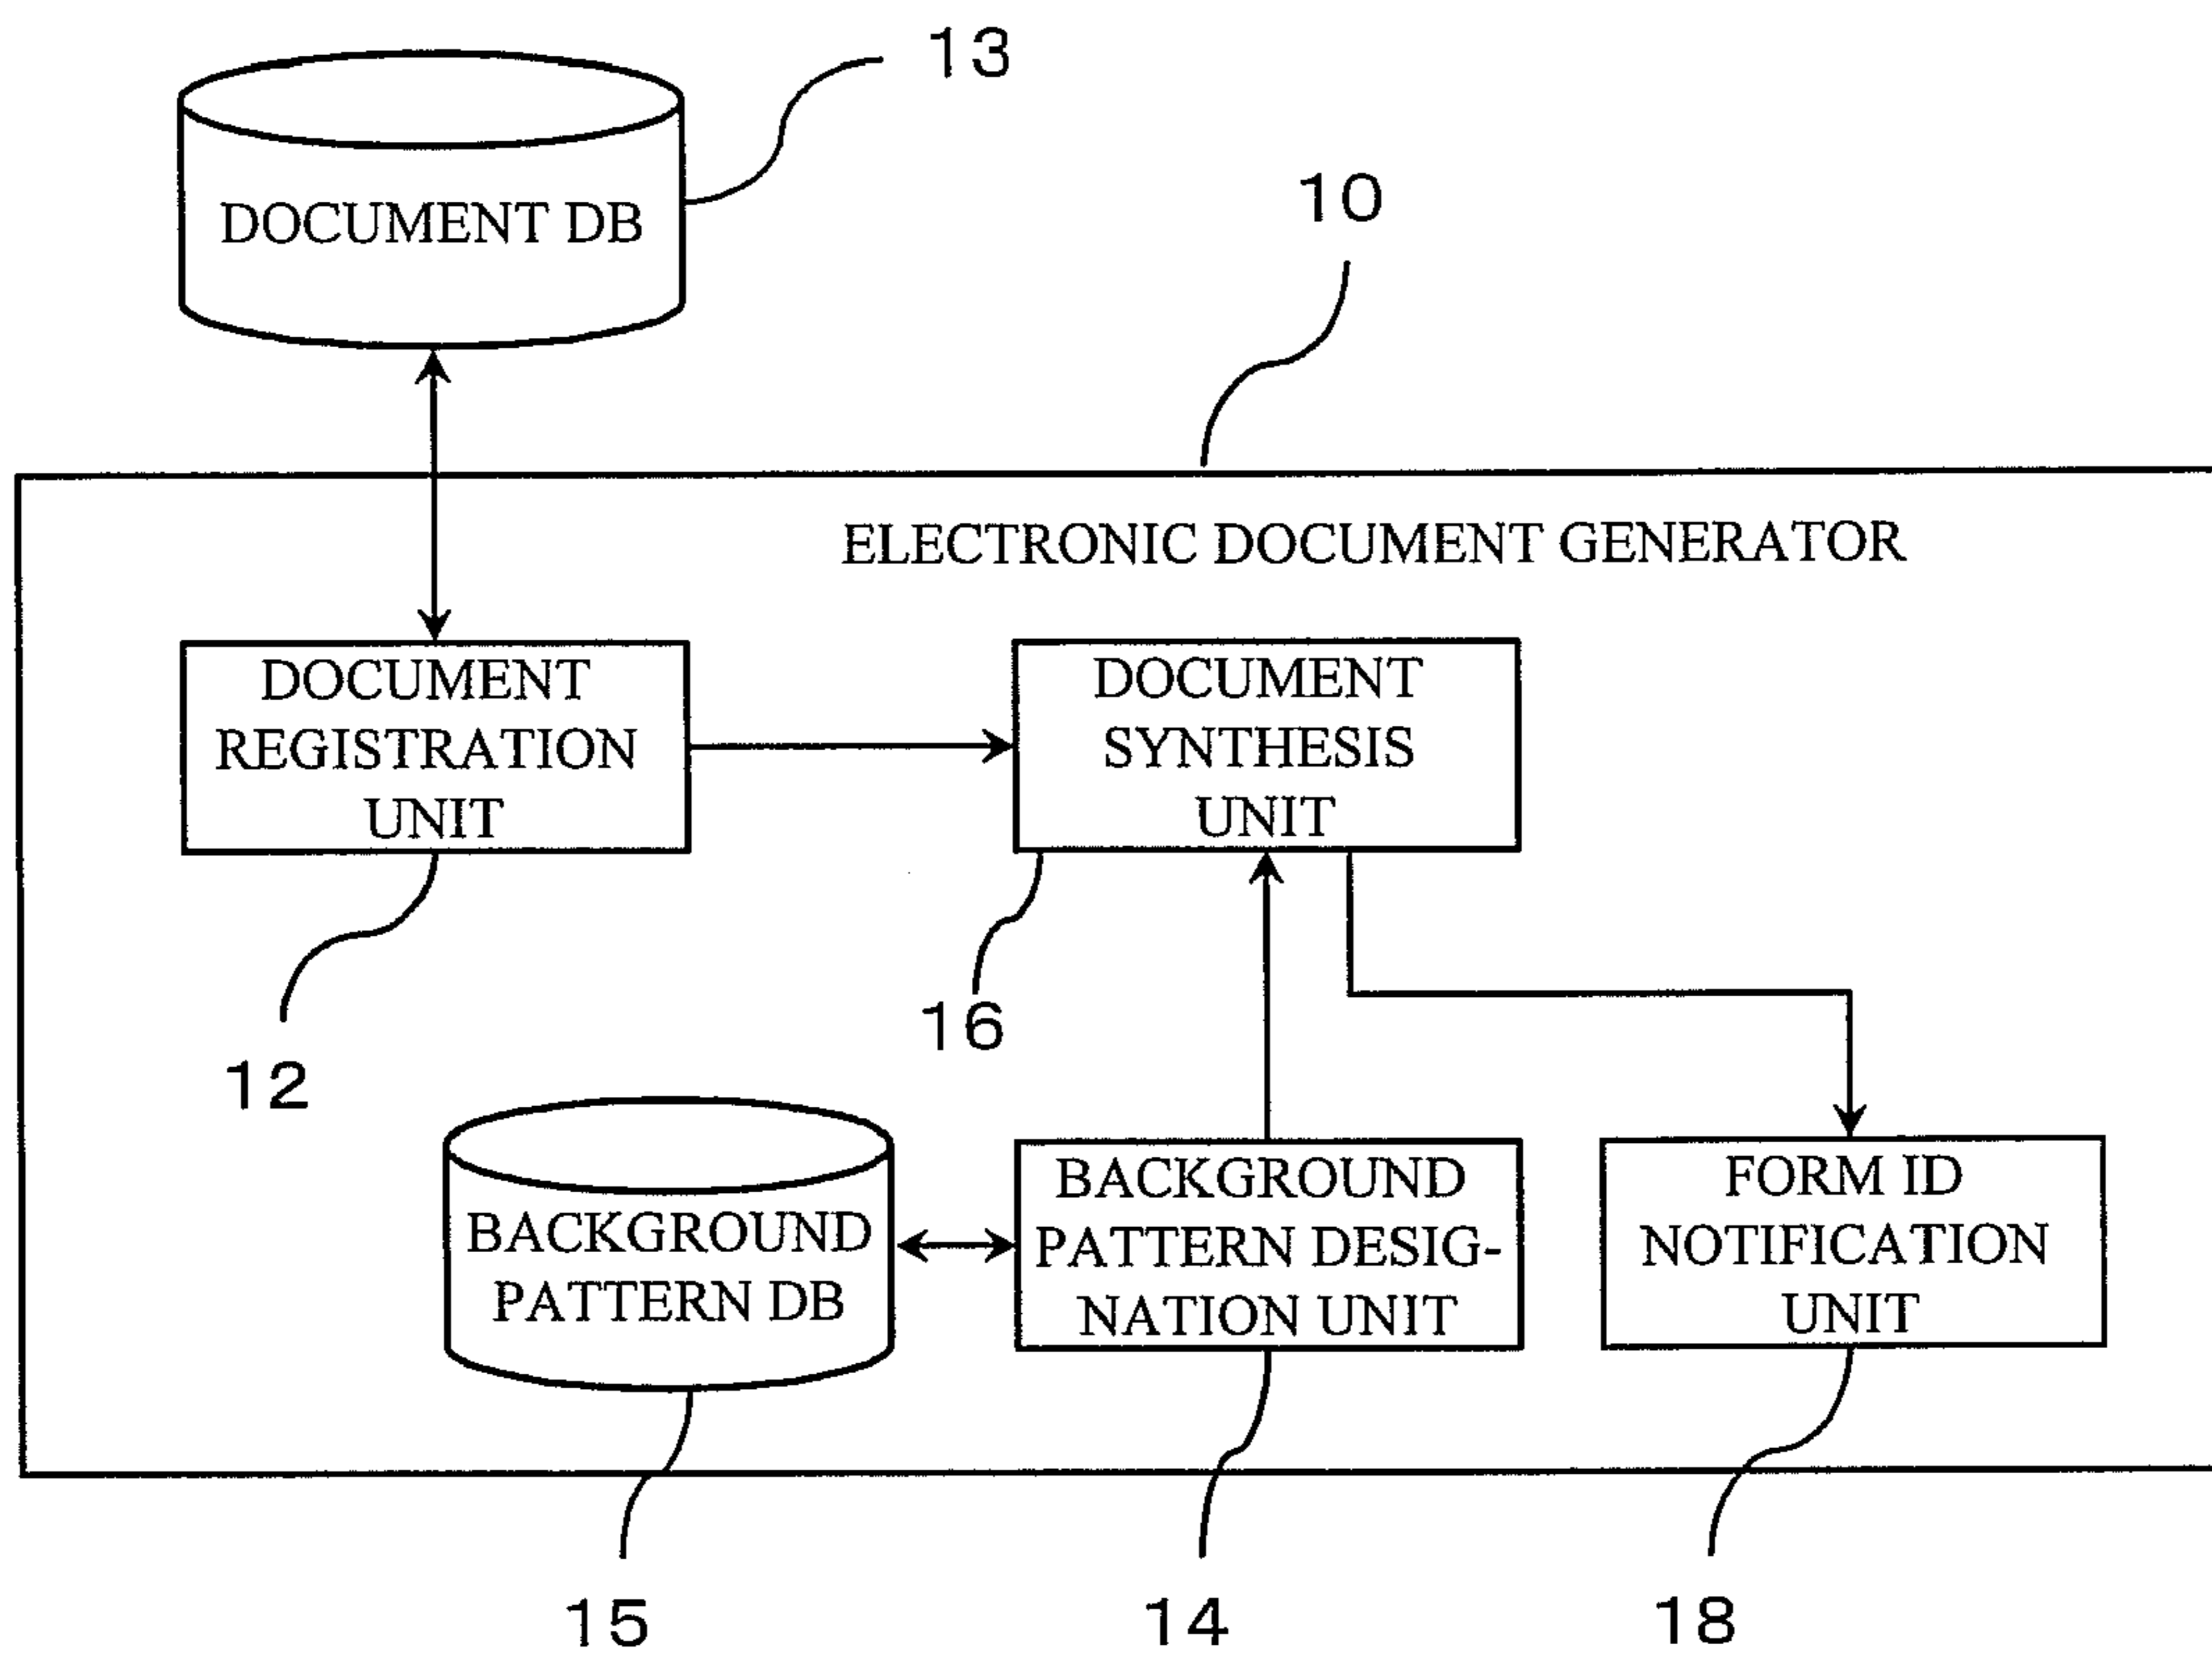 13
DOCUMENT DB
10
ELECTRONIC DOCUMENT GENERATOR
DOCUMENT
REGISTRATION
UNIT
DOCUMENT
SYNTHESIS
UNIT
16
12
BACKGROUND
PATTERN DB
BACKGROUND
PATTERN DESIG-
NATION UNIT
FORM ID
NOTIFICATION
UNIT
15
14
18